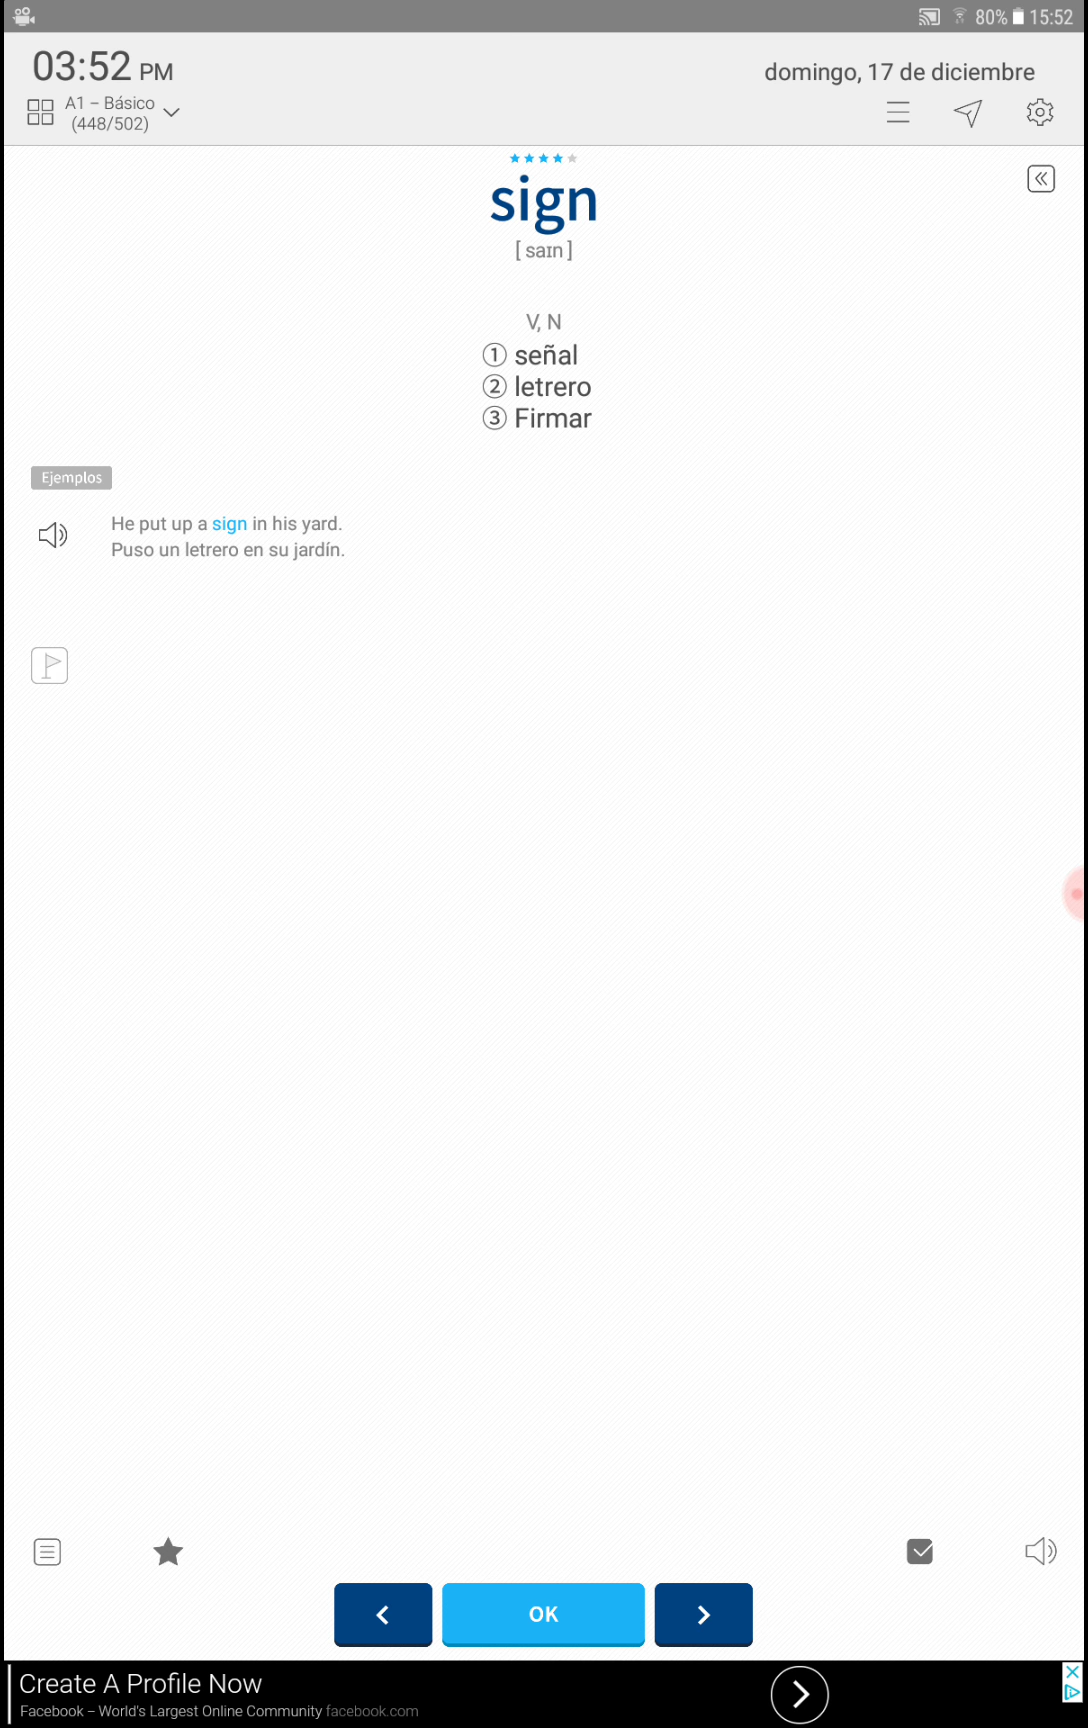 80% 15:52
03:52 PM
domingo, 17 de diciembre
A1 – Básico
(448/502)
sign
[ saɪn ]
V, N
① señal
② letrero
③ Firmar
Ejemplos
He put up a sign in his yard.
Puso un letrero en su jardín.
OK
Create A Profile Now
Facebook – World's Largest Online Community facebook.com